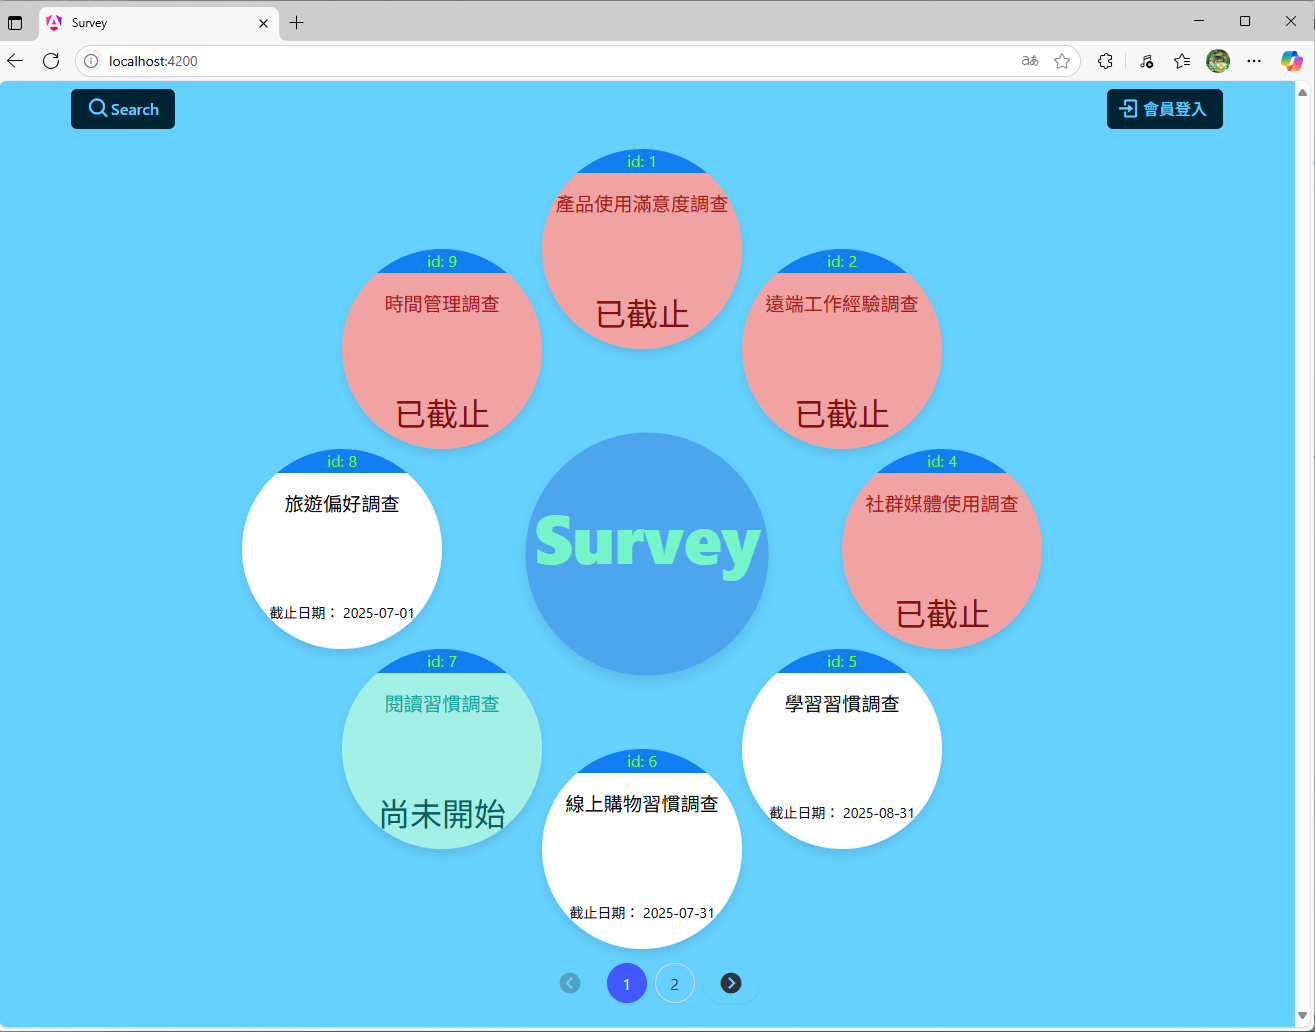 Survey
localhost:4200
aあ
Search
會員登入
id: 1
產品使用滿意度調查
已截止
id: 9
時間管理調查
已截止
id: 2
遠端工作經驗調查
已截止
id: 8
旅遊偏好調查
截止日期： 2025-07-01
Survey
id: 4
社群媒體使用調查
已截止
id: 7
閱讀習慣調查
尚未開始
id: 5
學習習慣調查
截止日期： 2025-08-31
id: 6
線上購物習慣調查
截止日期： 2025-07-31
1
2